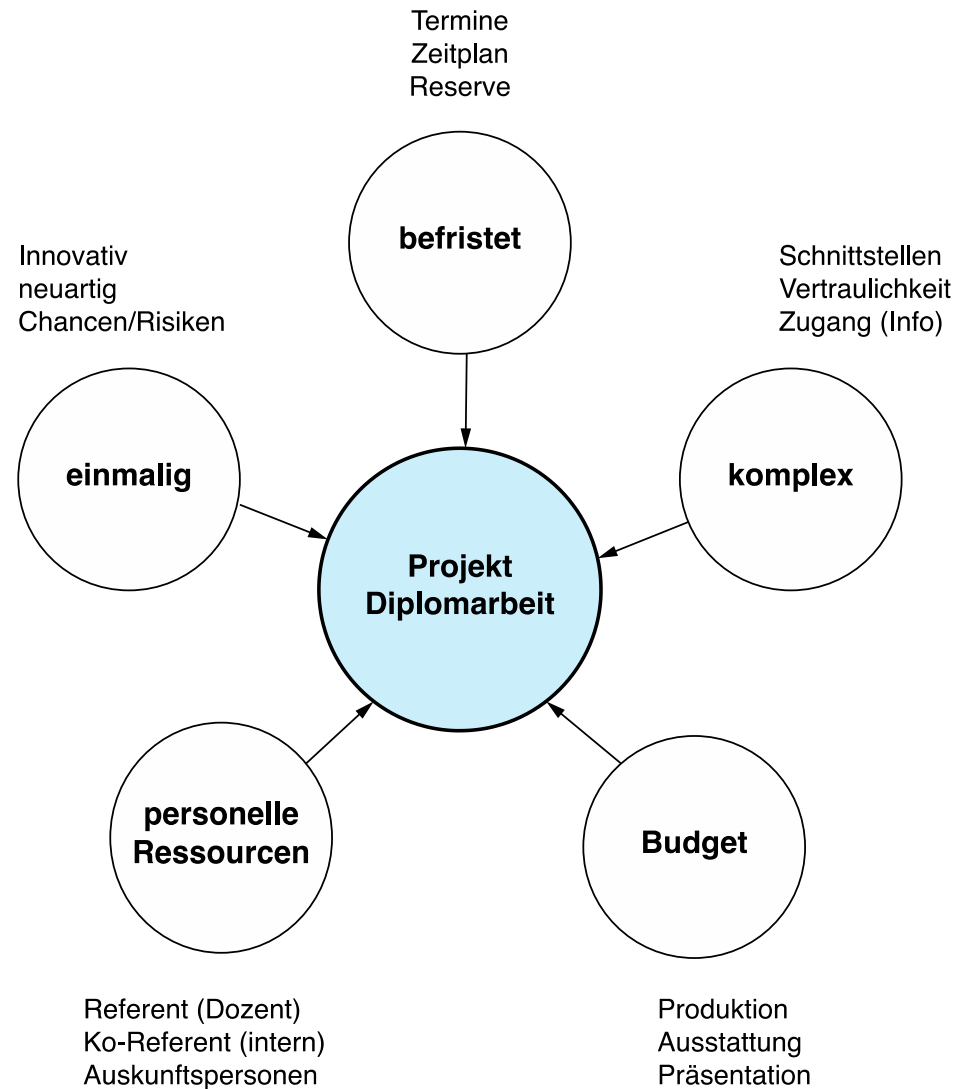 Termine
Zeitplan
Reserve
befristet
Innovativ
neuartig
Chancen/Risiken
Schnittstellen
Vertraulichkeit
Zugang (Info)
einmalig
komplex
Projekt
Diplomarbeit
personelle
Ressourcen
Budget
Referent (Dozent)
Ko-Referent (intern)
Auskunftspersonen
Produktion
Ausstattung
Präsentation